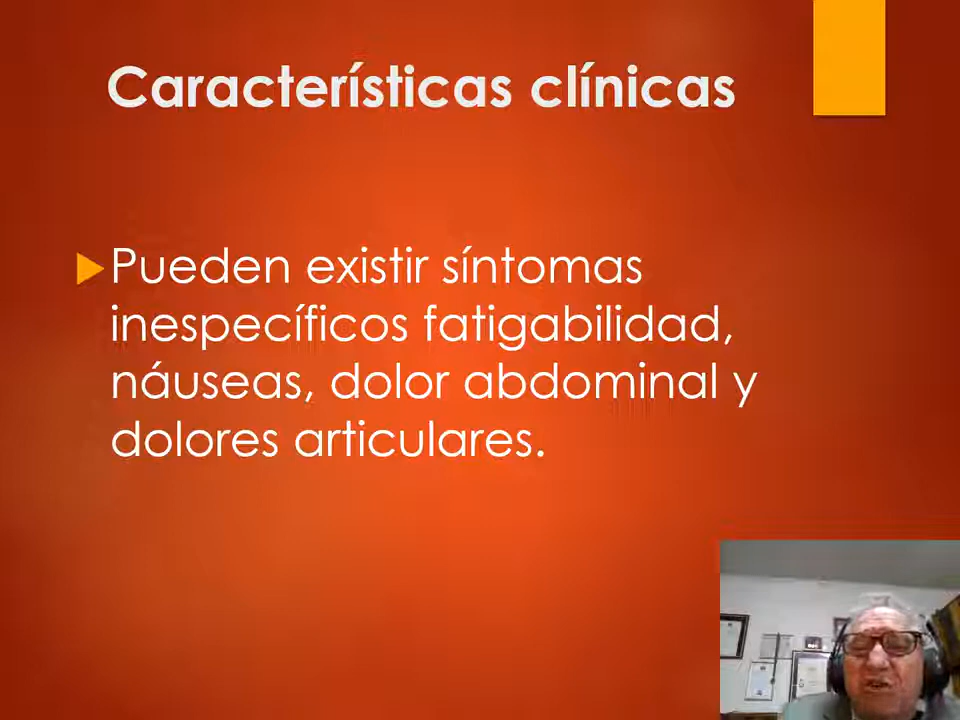 Características clínicas
Pueden existir síntomas
inespecíficos fatigabilidad,
náuseas, dolor abdominal y
dolores articulares.